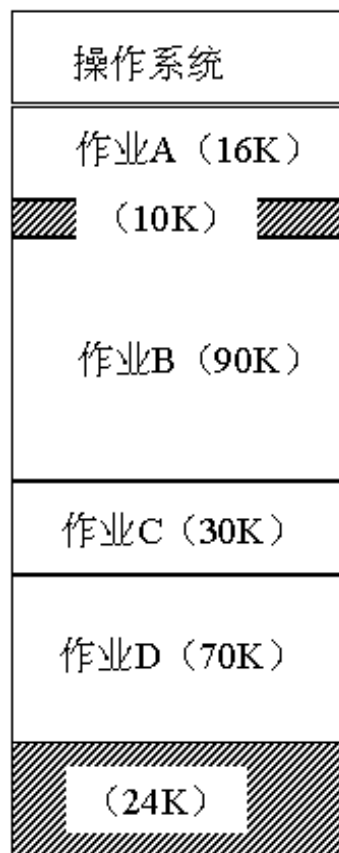 操作系统
作业A（16K）
（10K）
作业B（90K）
作业C（30K）
作业D（70K）
（24K）